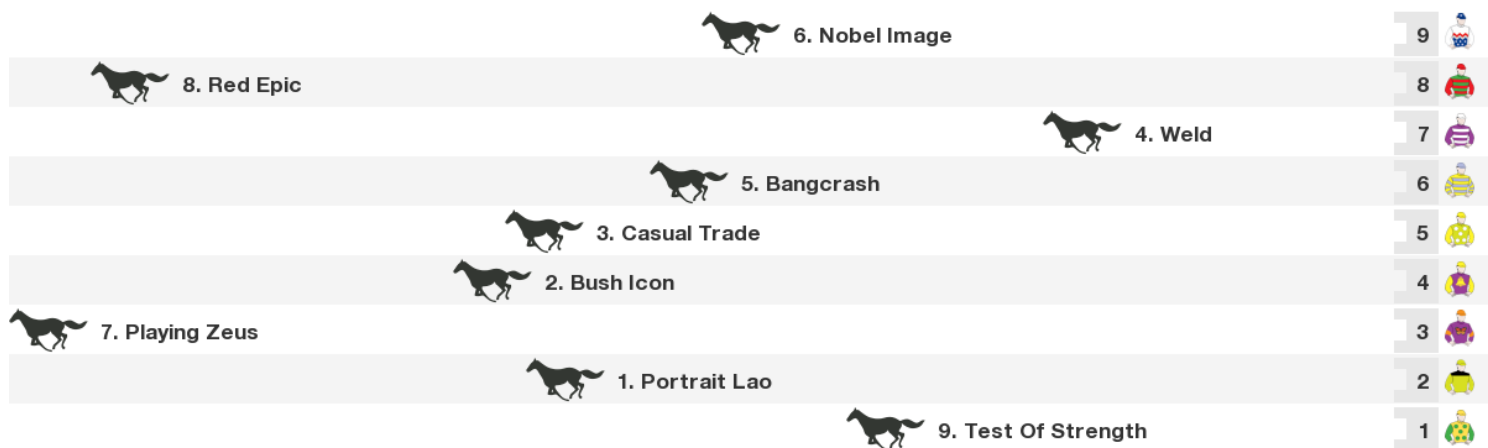 6. Nobel Image 9
8. Red Epic 8
4. Weld 7
5. Bangcrash 6
3. Casual Trade 5
2. Bush Icon 4
7. Playing Zeus 3
1. Portrait Lao 2
9. Test Of Strength 1